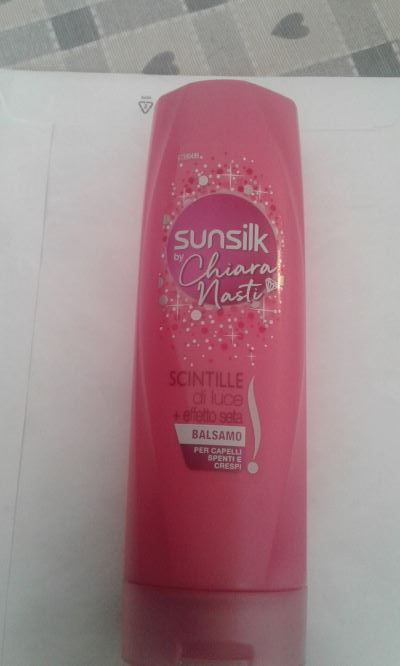 sunsilk
by Chiara
Nasti
SCINTILLE
di luce
+ effetto seta
BALSAMO
PER CAPELLI
SPENTI E
CRESPI